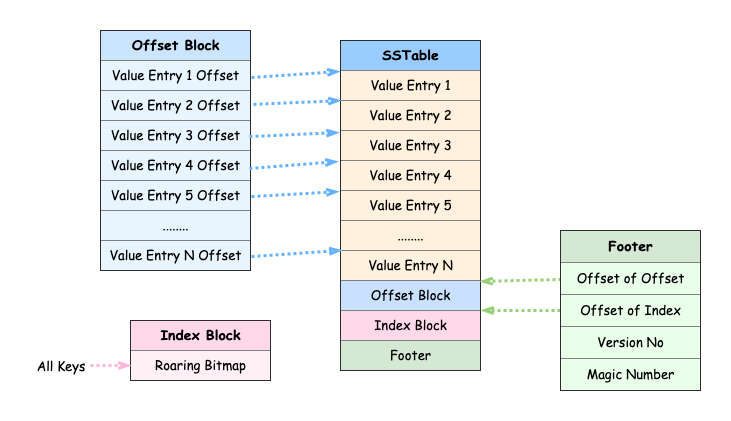 Offset Block
Value Entry 1 Offset
Value Entry 2 Offset
Value Entry 3 Offset
Value Entry 4 Offset
Value Entry 5 Offset
........
Value Entry N Offset
SSTable
Value Entry 1
Value Entry 2
Value Entry 3
Value Entry 4
Value Entry 5
........
Value Entry N
Offset Block
Index Block
Footer
Footer
Offset of Offset
Offset of Index
Version No
Magic Number
Index Block
All Keys
Roaring Bitmap